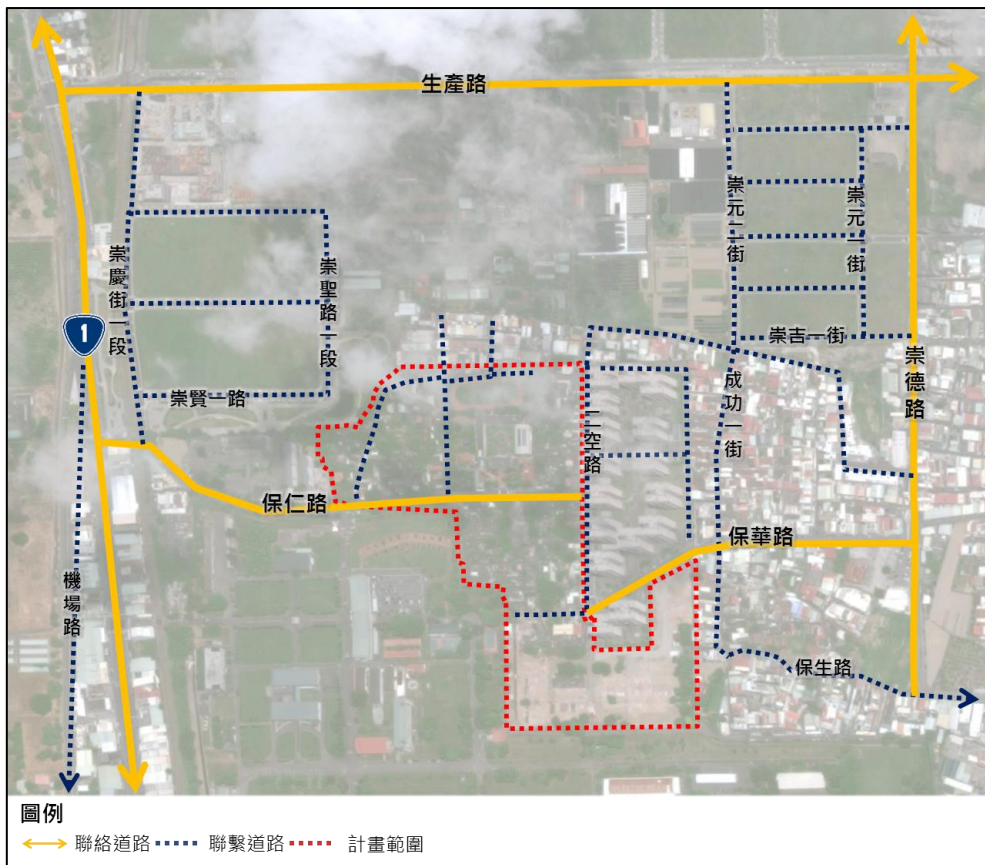 生產路
崇元二街
崇元一街
崇慶街一段
崇聖路一段
1
崇吉一街
崇德路
崇賢一路
成功一街
二空路
保仁路
保華路
機場路
保生路
圖例
聯絡道路 聯繫道路 計畫範圍